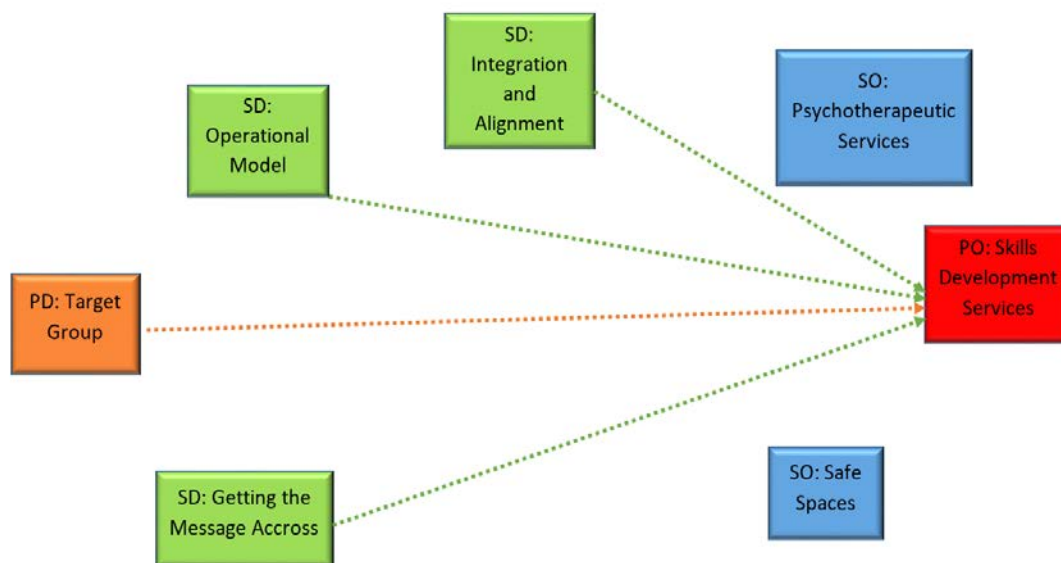 SD:
Integration
and
Alignment
SO:
Psychotherapeutic
Services
SD:
Operational
Model
PO: Skills
Development
Services
PD: Target
Group
SO: Safe
Spaces
SD: Getting the
Message Accross